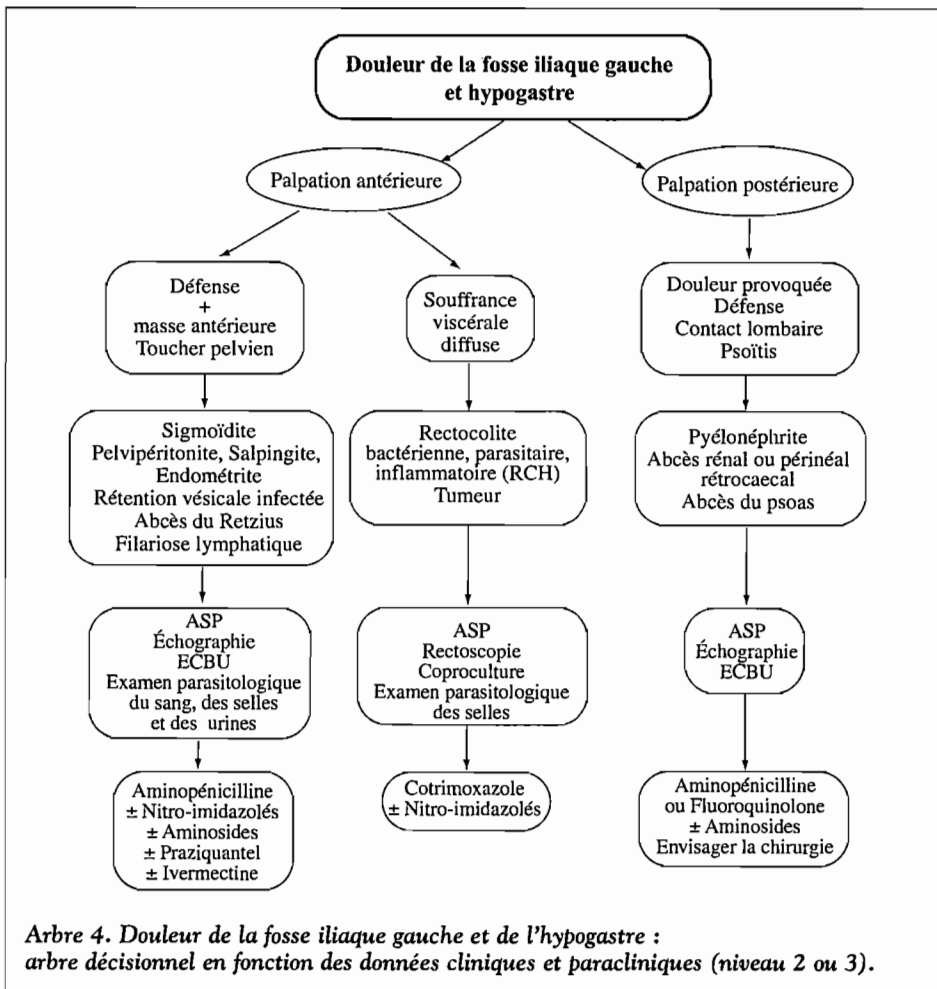 Douleur de la fosse iliaque gauche
et hypogastre
Palpation antérieure
Palpation postérieure
Défense
+
masse antérieure
Toucher pelvien
Souffrance
viscérale
diffuse
Douleur provoquée
Défense
Contact lombaire
Psoïtis
Sigmoïdite
Pelvipéritonite, Salpingite,
Endométrite
Rétention vésicale infectée
Abcès du Retzius
Filariose lymphatique
Rectocolite
bactérienne, parasitaire,
inflammatoire (RCH)
Tumeur
Pyélonéphrite
Abcès rénal ou périnéal
rétrocaecal
Abcès du psoas
ASP
Échographie
ECBU
Examen parasitologique
du sang, des selles
et des urines
ASP
Rectoscopie
Coproculture
Examen parasitologique
des selles
ASP
Échographie
ECBU
Aminopénicilline
± Nitro-imidazolés
± Aminosides
± Praziquantel
± Ivermectine
Cotrimoxazole
± Nitro-imidazolés
Aminopénicilline
ou Fluoroquinolone
± Aminosides
Envisager la chirurgie
Arbre 4. Douleur de la fosse iliaque gauche et de l'hypogastre :
arbre décisionnel en fonction des données cliniques et paracliniques (niveau 2 ou 3).